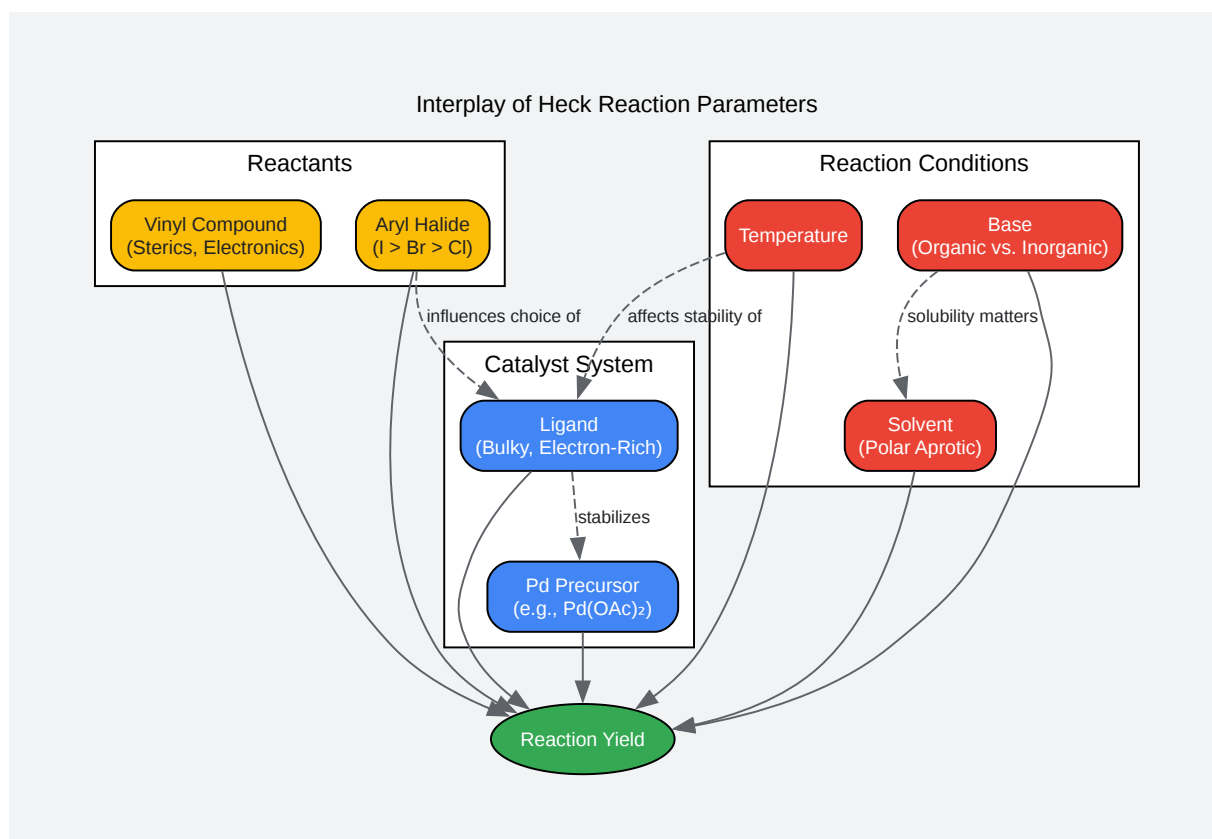 Interplay of Heck Reaction Parameters
Reactants
Vinyl Compound
(Sterics, Electronics)
Aryl Halide
(I > Br > Cl)
Reaction Conditions
Temperature
Base
(Organic vs. Inorganic)
influences choice of
affects stability of
solubility matters
Catalyst System
Ligand
(Bulky, Electron-Rich)
Solvent
(Polar Aprotic)
stabilizes
Pd Precursor
(e.g., Pd(OAc)₂)
Reaction Yield